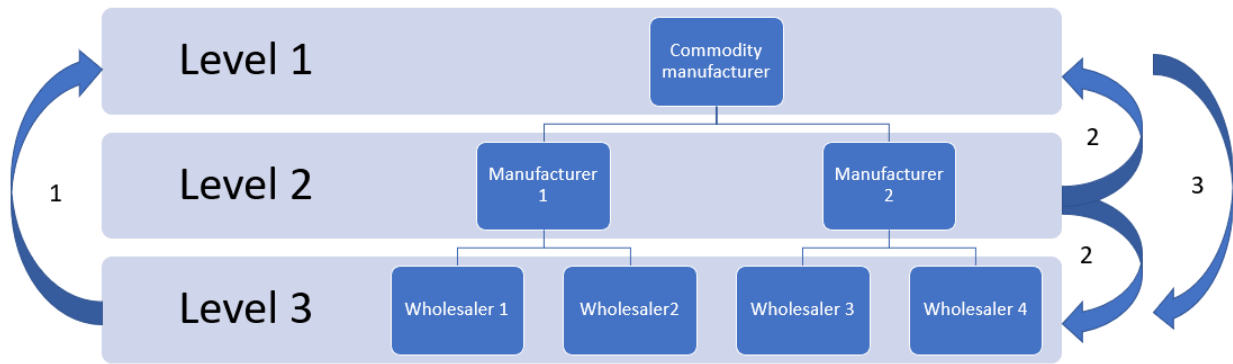 Level 1
Commodity
manufacturer
2
Level 2
Manufacturer
1
Manufacturer
2
1
3
2
Level 3
Wholesaler 1
Wholesaler2
Wholesaler 3
Wholesaler 4